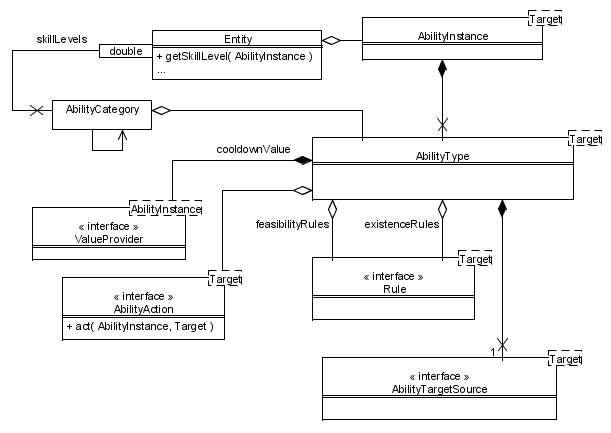 Target
skillLevels
double
Entity
+ getSkillLevel( AbilityInstance )
...
AbilityInstance
AbilityCategory
Target
AbilityType
cooldownValue
AbilityInstance
« interface »
ValueProvider
feasibilityRules
existenceRules
Target
« interface »
Rule
Target
« interface »
AbilityAction
+ act( AbilityInstance, Target )
1
Target
« interface »
AbilityTargetSource